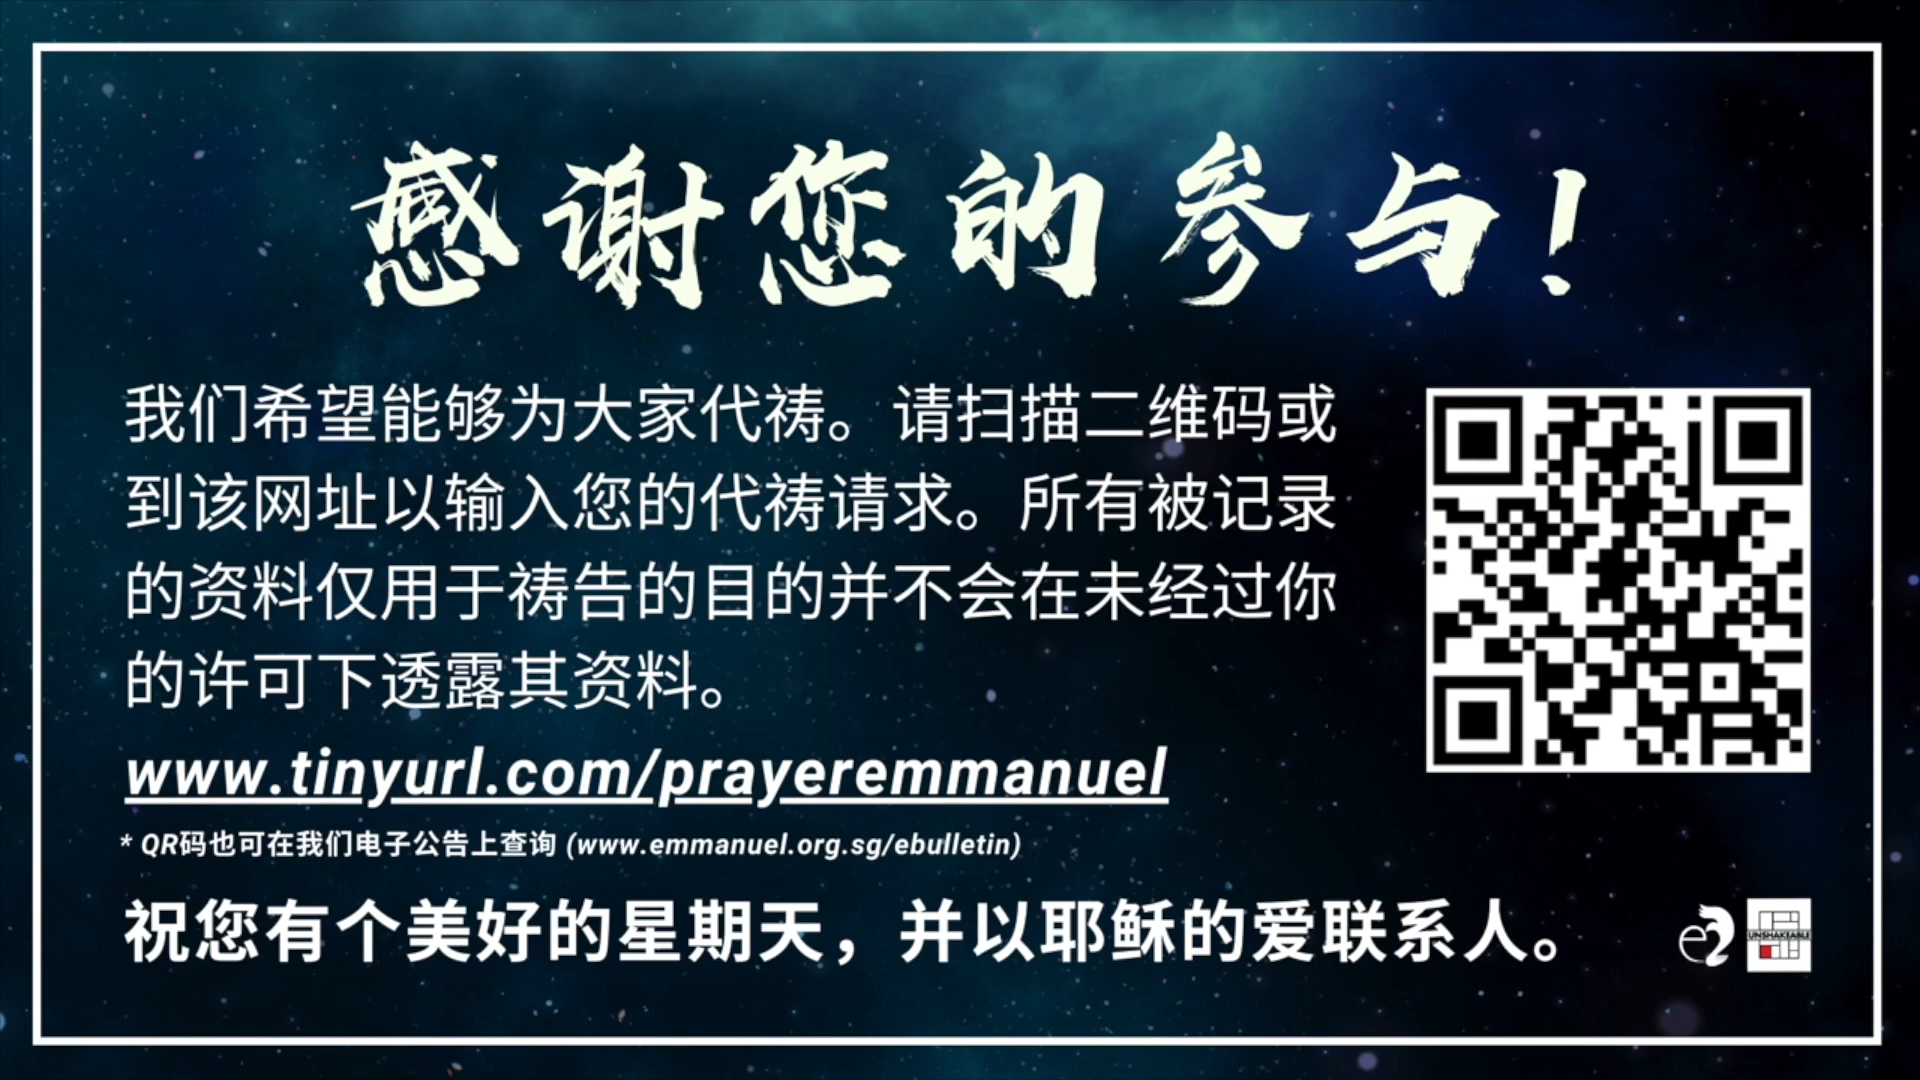 感谢您的参与！
我们希望能够为大家代祷。请扫描二维码或
到该网址以输入您的代祷请求。所有被记录
的资料仅用于祷告的目的并不会在未经过你
的许可下透露其资料。
www.tinyurl.com/prayeremmanuel
* QR码也可在我们电子公告上查询 (www.emmanuel.org.sg/ebulletin)
祝您有个美好的星期天，并以耶稣的爱联系人。
e2
UNSHAKEABLE